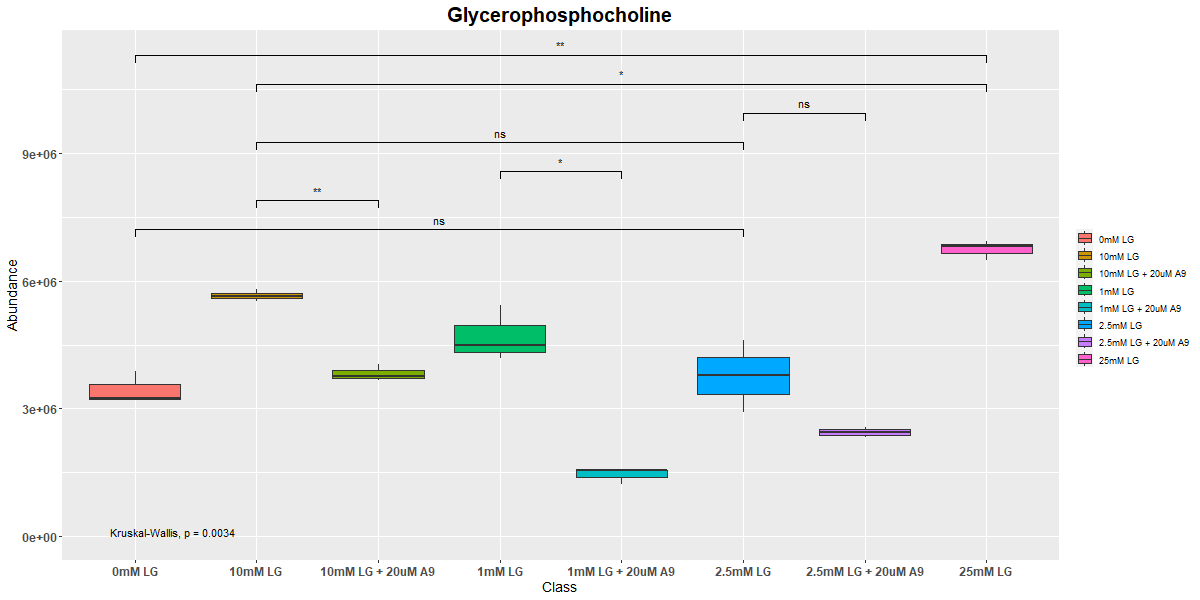 Glycerophosphocholine
**
*
ns
ns
*
**
ns
Abundance
9e+06
6e+06
3e+06
0e+00
Kruskal-Wallis, p = 0.0034
0mM LG
10mM LG
10mM LG + 20uM A9
1mM LG
1mM LG + 20uM A9
2.5mM LG
2.5mM LG + 20uM A9
25mM LG
Class
0mM LG
10mM LG
10mM LG + 20uM A9
1mM LG
1mM LG + 20uM A9
2.5mM LG
2.5mM LG + 20uM A9
25mM LG